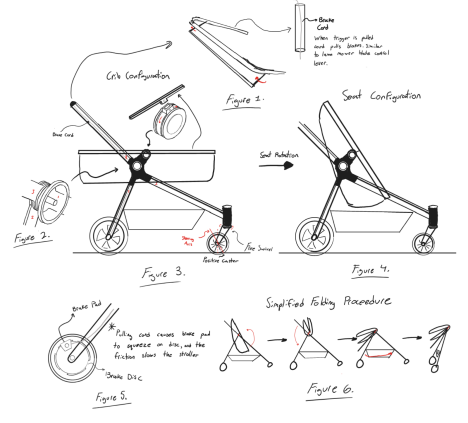 Brake
Cord
When trigger is pulled
cord pulls brakes. Similar
to lawn mower brake control
lever.
Figure 1.
Crib Configuration
Seat Configuration
Brake Cord
Seat Rotation
Figure 2.
Free Swivel
Positive Caster
Figure 3.
Figure 4.
Simplified Folding Procedure
Brake Pad
* Pulling cord causes brake pad
to squeeze on disc, and the
friction slows the stroller
Brake Disc
Figure 5.
Figure 6.